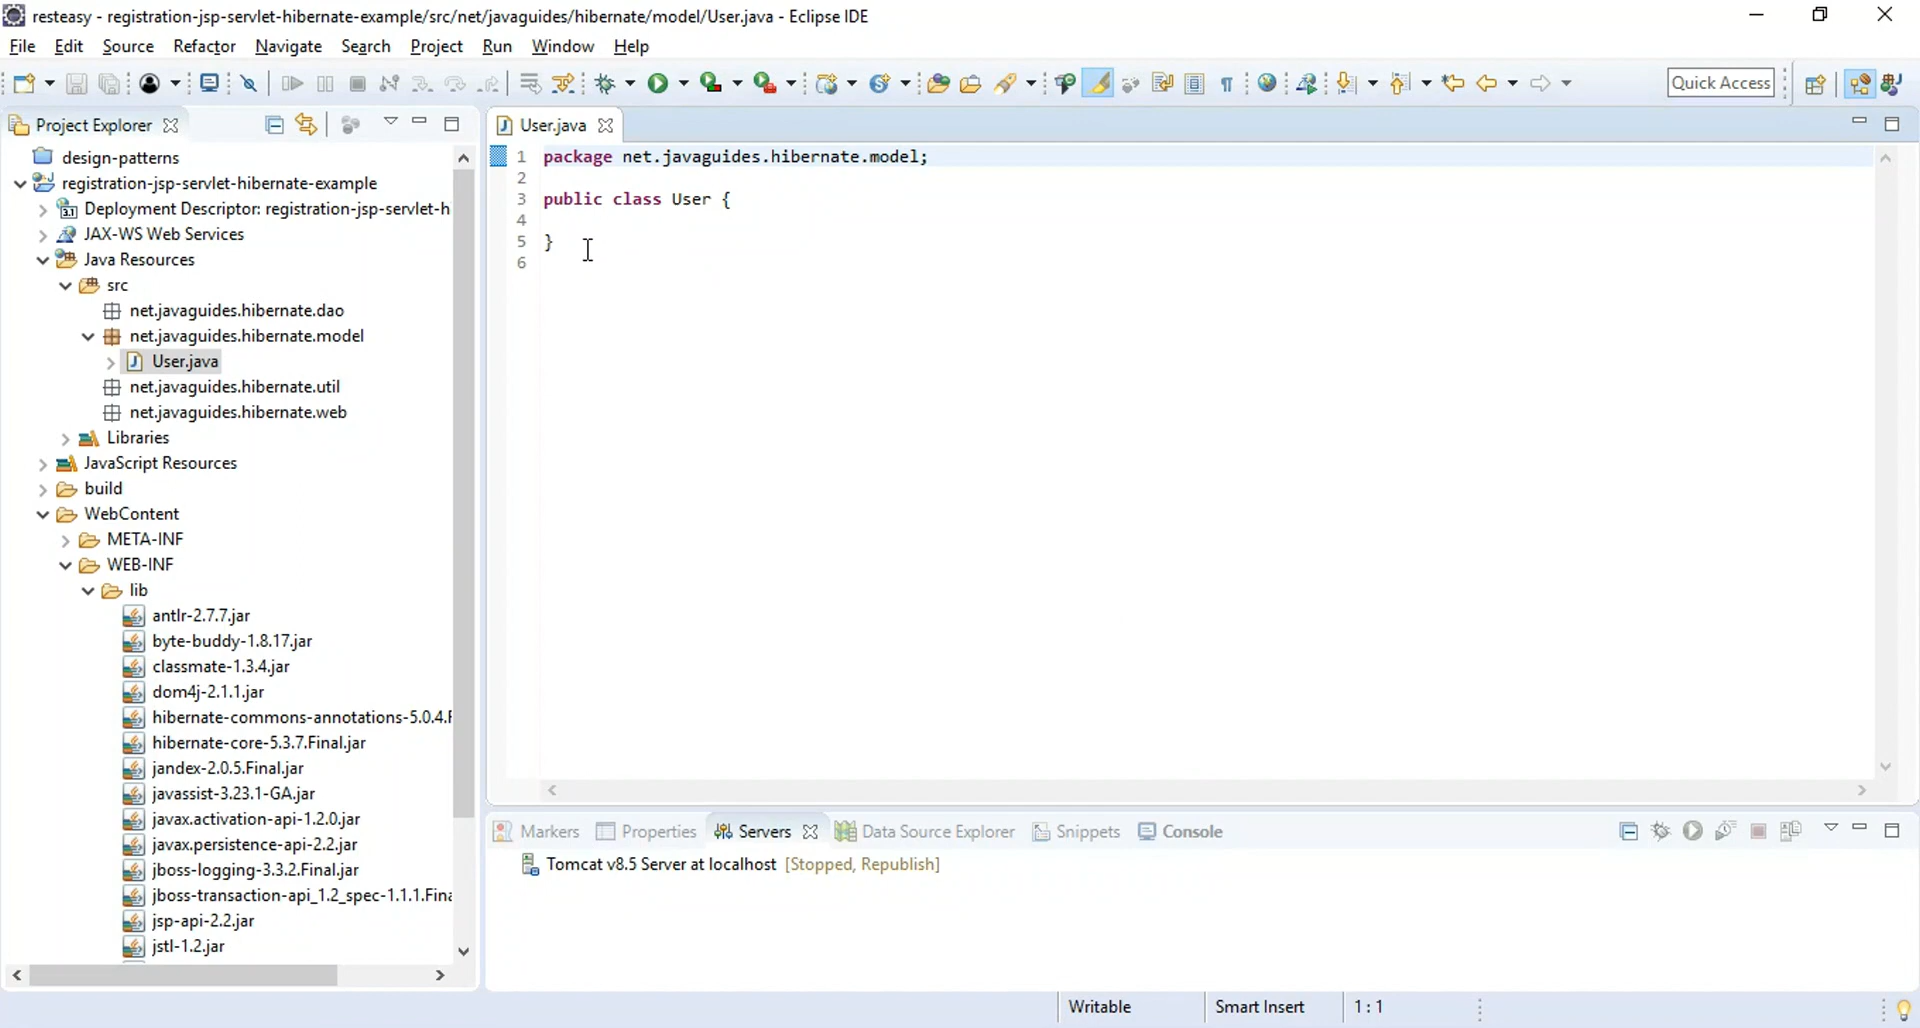 resteasy - registration-jsp-servlet-hibernate-example/src/net/javaguides/hibernate/model/User.java - Eclipse IDE
File Edit Source Refactor Navigate Search Project Run Window Help
Quick Access
Project Explorer
design-patterns
registration-jsp-servlet-hibernate-example
3.1 Deployment Descriptor: registration-jsp-servlet-h
JAX-WS Web Services
Java Resources
src
net.javaguides.hibernate.dao
net.javaguides.hibernate.model
User.java
net.javaguides.hibernate.util
net.javaguides.hibernate.web
Libraries
JavaScript Resources
build
WebContent
META-INF
WEB-INF
lib
antlr-2.7.7.jar
byte-buddy-1.8.17.jar
classmate-1.3.4.jar
dom4j-2.1.1.jar
hibernate-commons-annotations-5.0.4.F
hibernate-core-5.3.7.Final.jar
jandex-2.0.5.Final.jar
javassist-3.23.1-GA.jar
javax.activation-api-1.2.0.jar
javax.persistence-api-2.2.jar
jboss-logging-3.3.2.Final.jar
jboss-transaction-api_1.2_spec-1.1.1.Fina
jsp-api-2.2.jar
jstl-1.2.jar
User.java
1 package net.javaguides.hibernate.model;
2
3 public class User {
4
5 }
6
Markers Properties Servers Data Source Explorer Snippets Console
Tomcat v8.5 Server at localhost [Stopped, Republish]
Writable Smart Insert 1 : 1